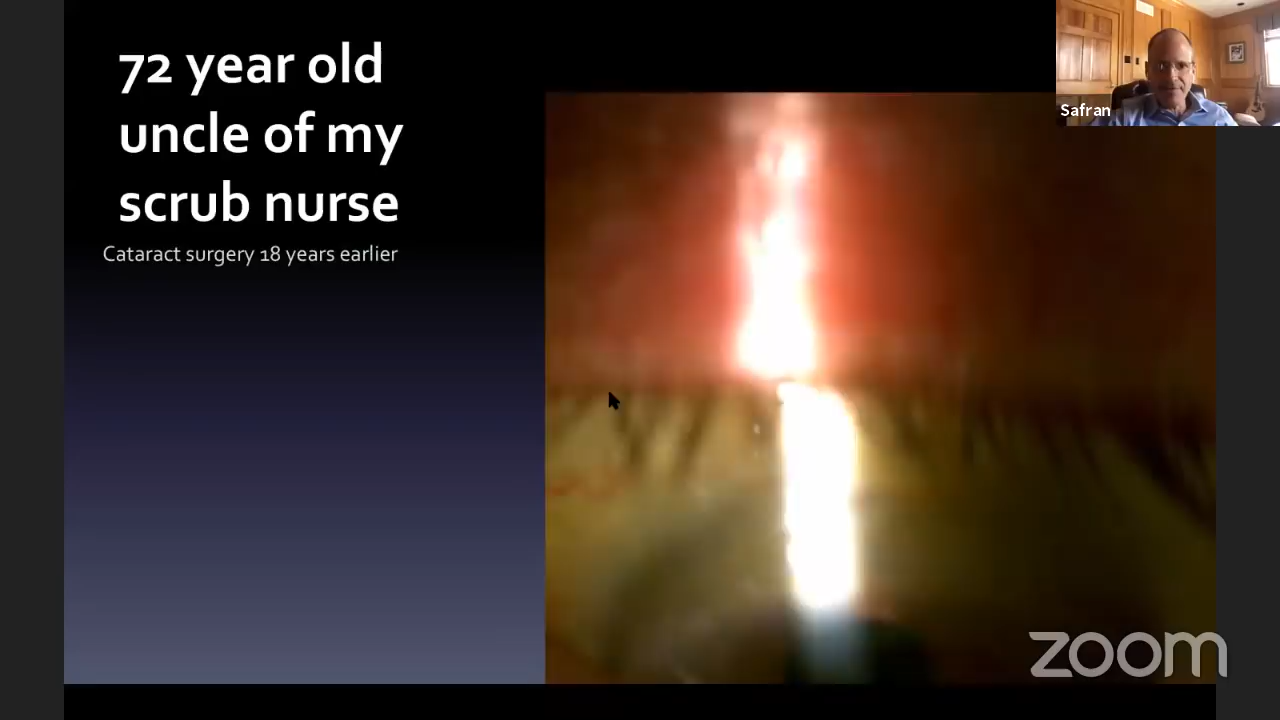 72 year old
uncle of my
scrub nurse
Cataract surgery 18 years earlier
Safran
zoom